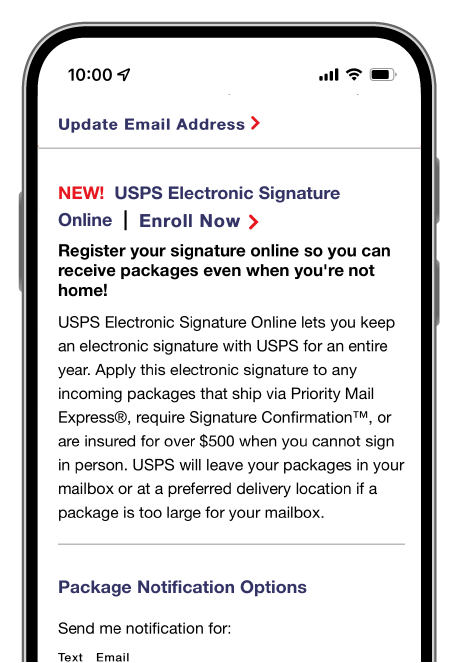 10:00
Update Email Address
NEW! USPS Electronic Signature
Online | Enroll Now
Register your signature online so you can
receive packages even when you're not
home!
USPS Electronic Signature Online lets you keep
an electronic signature with USPS for an entire
year. Apply this electronic signature to any
incoming packages that ship via Priority Mail
Express®, require Signature Confirmation™, or
are insured for over $500 when you cannot sign
in person. USPS will leave your packages in your
mailbox or at a preferred delivery location if a
package is too large for your mailbox.
Package Notification Options
Send me notification for:
Text Email